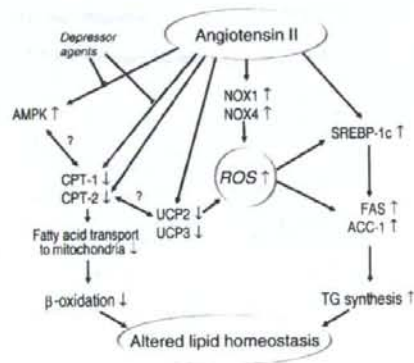 Depressor
agents
Angiotensin II
AMPK ↑
NOX1 ↑
NOX4 ↑
SREBP-1c ↑
?
CPT-1 ↓
CPT-2 ↓
?
ROS ↑
UCP2 ↓
UCP3 ↓
FAS ↑
ACC-1 ↑
Fatty acid transport
to mitochondria ↓
β-oxidation ↓
TG synthesis ↑
Altered lipid homeostasis